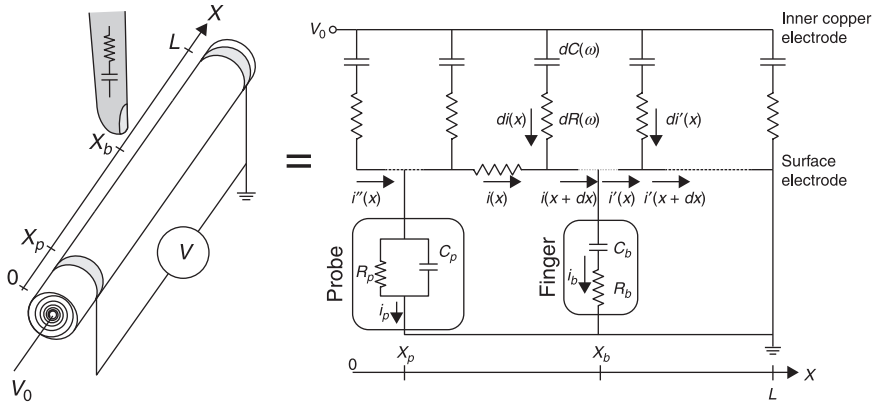 X
L
X_b
X_p
0
V
V_0
=
V_0
Inner copper
electrode
dC(ω)
di(x)
dR(ω)
di'(x)
Surface
electrode
i''(x)
i(x)
i(x + dx)
i'(x)
i'(x + dx)
Probe
R_p
C_p
i_p
Finger
C_b
i_b
R_b
0
X_p
X_b
L
X